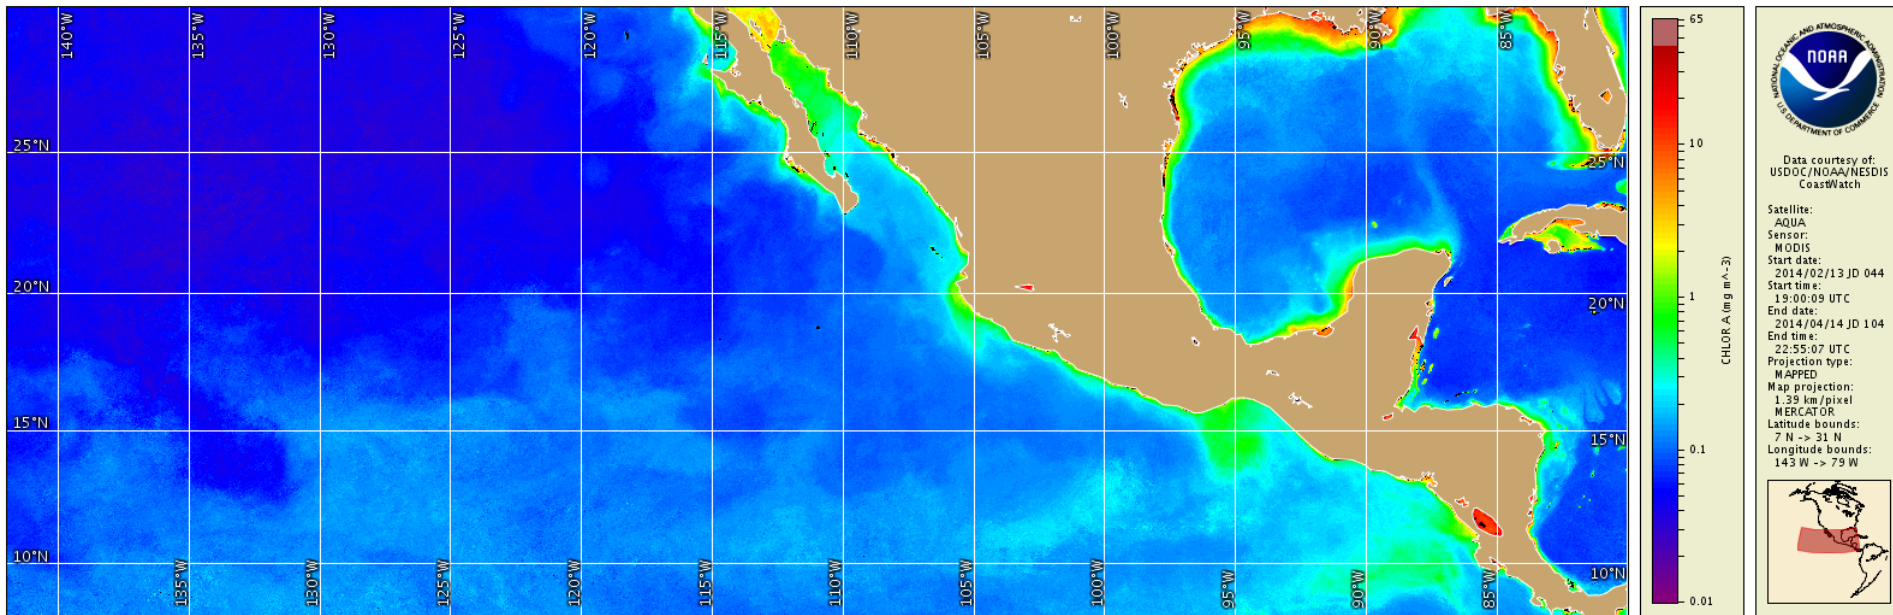 140°W
135°W
130°W
125°W
120°W
115°W
110°W
105°W
100°W
95°W
90°W
85°W
25°N
25°N
20°N
20°N
15°N
15°N
10°N
10°N
135°W
130°W
125°W
120°W
115°W
110°W
105°W
100°W
95°W
90°W
85°W
65
10
1
0.1
0.01
CHLOR A (mg m^-3)
NATIONAL OCEANIC AND ATMOSPHERIC ADMINISTRATION
NOAA
U.S. DEPARTMENT OF COMMERCE
Data courtesy of:
USDOC/NOAA/NESDIS
CoastWatch
Satellite:
AQUA
Sensor:
MODIS
Start date:
2014/02/13 JD 044
Start time:
19:00:09 UTC
End date:
2014/04/14 JD 104
End time:
22:55:07 UTC
Projection type:
MAPPED
Map projection:
1.39 km/pixel
MERCATOR
Latitude bounds:
7 N -> 31 N
Longitude bounds:
143 W -> 79 W